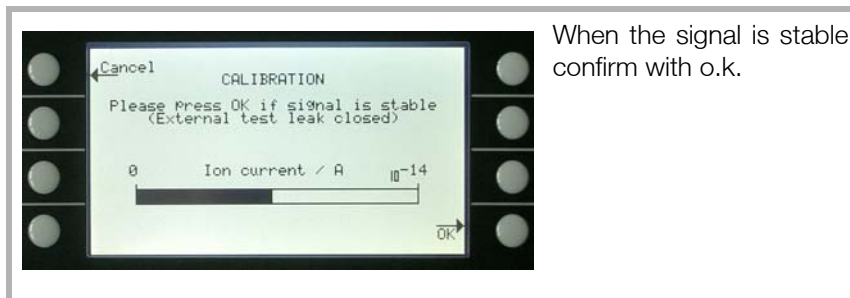 Cancel
CALIBRATION
Please press OK if signal is stable
(External test leak closed)
0 Ion current / A 10-14
OK
When the signal is stable
confirm with o.k.